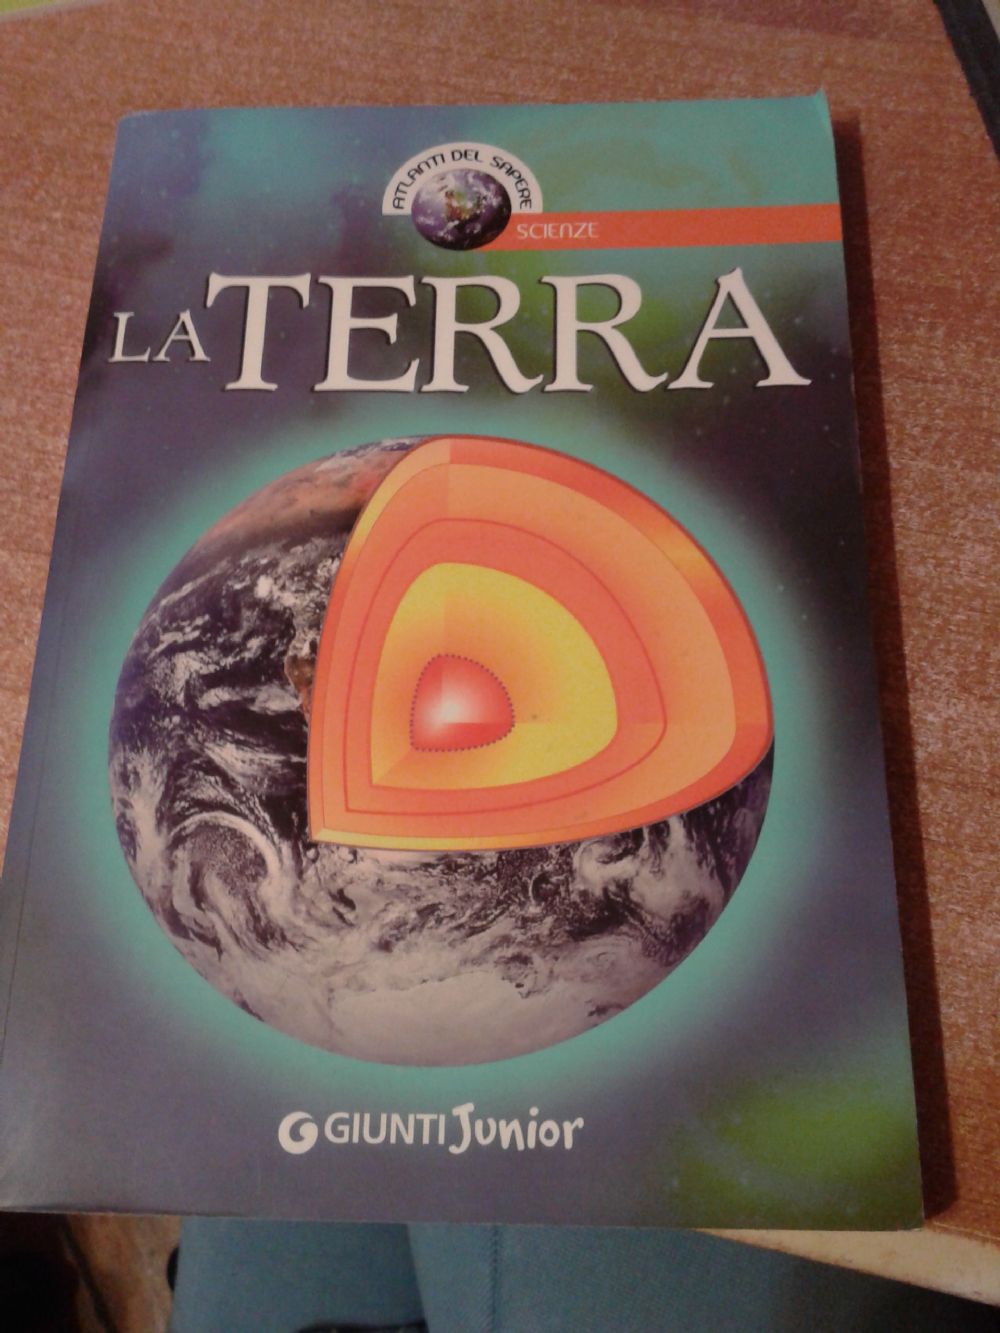 ATLANTI DEL SAPERE
SCIENZE
LA TERRA
GIUNTI Junior